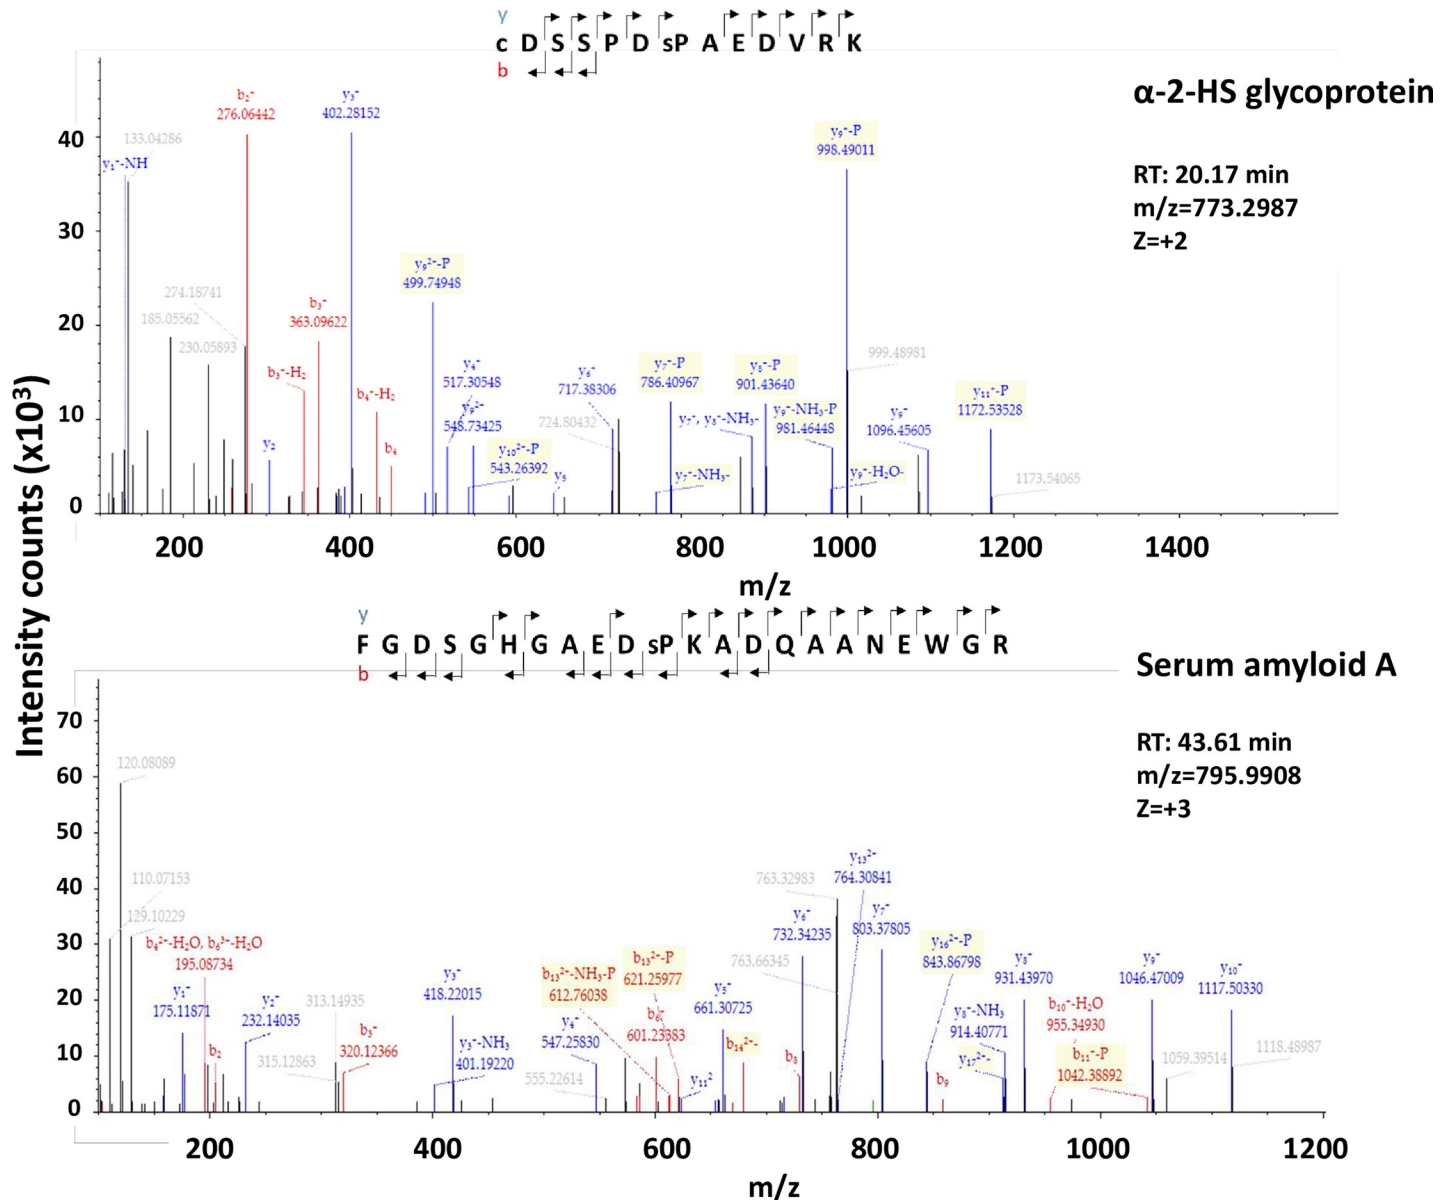 y
c D S S P D sP A E D V R K
b
α-2-HS glycoprotein
RT: 20.17 min
m/z=773.2987
Z=+2
Intensity counts (x10³)
40
30
20
10
0
y₁⁺-NH
133.04286
b₂⁺
276.06442
y₃⁺
402.28152
274.18741
185.05562
230.05893
b₃⁺
363.09622
b₃⁺-H₂
b₄⁺-H₂
y₂
b₄
y₉²⁺-P
499.74948
y₄⁺
517.30548
y₉²⁺
548.73425
y₁₀²⁺-P
543.26392
y₅
y₆⁺
717.38306
724.80432
y₇⁺-P
786.40967
y₇⁺, y₈⁺-NH₃-
y₇⁺-NH₃-
y₈⁺-P
901.43640
y₉⁺-NH₃-P
981.46448
y₉⁺-P
998.49011
999.48981
y₉⁺-H₂O-
y₉⁺
1096.45605
y₁₁⁺-P
1172.53528
1173.54065
200 400 600 800 1000 1200 1400
m/z
y
F G D S G H G A E D sP K A D Q A A N E W G R
b
Serum amyloid A
RT: 43.61 min
m/z=795.9908
Z=+3
70
60
50
40
30
20
10
0
120.08089
110.07153
129.10229
b₄²⁺-H₂O, b₆³⁺-H₂O
195.08734
y₁⁺
175.11871
b₂
y₂⁺
232.14035
313.14935
315.12863
b₃⁺
320.12366
y₃⁺
418.22015
y₃⁺-NH₃
401.19220
b₁₃²⁺-NH₃-P
612.76038
y₄⁺
547.25830
555.22614
b₁₃²⁺-P
621.25977
b₆⁺
601.23383
y₁₁²
y₅⁺
661.30725
b₁₄²⁺-
763.32983
763.66345
y₆⁺
732.34235
b₈
y₁₃²⁺
764.30841
y₇⁺
803.37805
y₁₆²⁺-P
843.86798
b₉
y₈⁺
931.43970
y₈⁺-NH₃
914.40771
y₁₇²⁺-
b₁₀⁺-H₂O
955.34930
b₁₁⁺-P
1042.38892
y₉⁺
1046.47009
1059.39514
y₁₀⁺
1117.50330
1118.48987
200 400 600 800 1000 1200
m/z